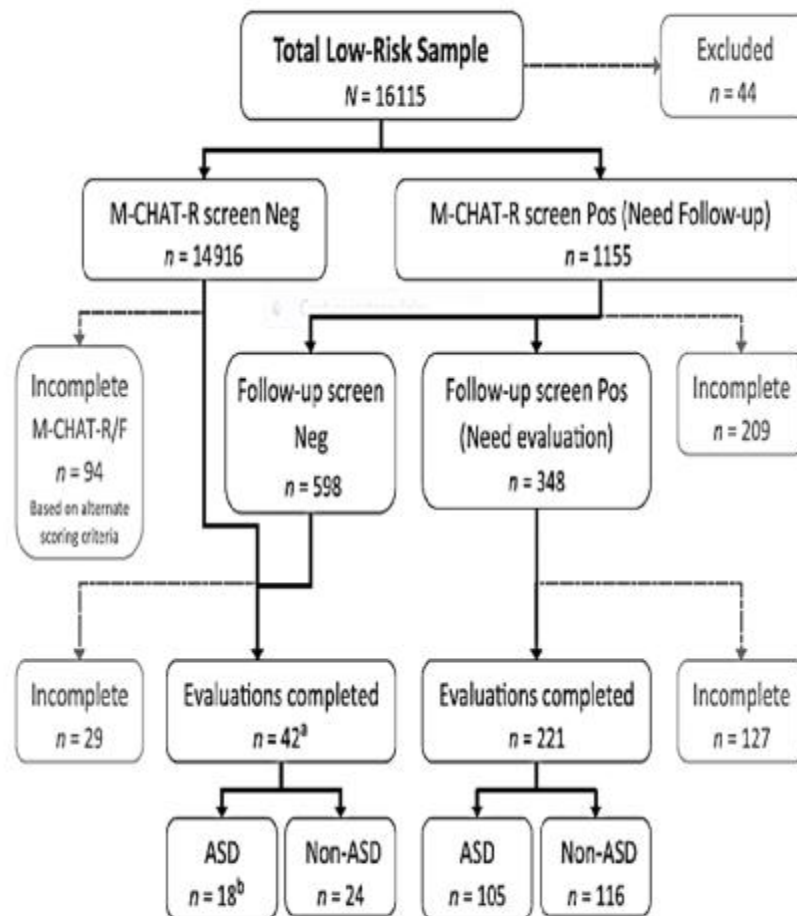 Total Low-Risk Sample
N = 16115
Excluded
n = 44
M-CHAT-R screen Neg
n = 14916
M-CHAT-R screen Pos (Need Follow-up)
n = 1155
Incomplete
M-CHAT-R/F
n = 94
Based on alternate
scoring criteria
Follow-up screen
Neg
n = 598
Follow-up screen Pos
(Need evaluation)
n = 348
Incomplete
n = 209
Incomplete
n = 29
Evaluations completed
n = 42a
Evaluations completed
n = 221
Incomplete
n = 127
ASD
n = 18b
Non-ASD
n = 24
ASD
n = 105
Non-ASD
n = 116